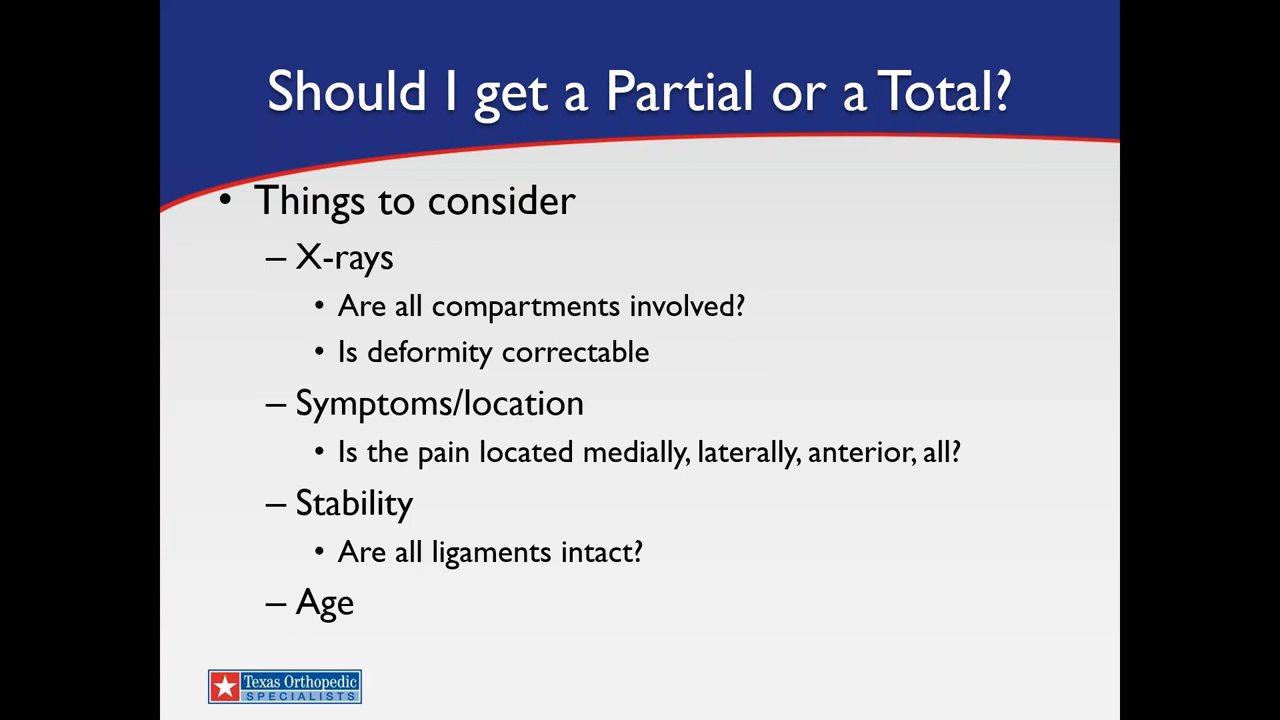 Should I get a Partial or a Total?
• Things to consider
– X-rays
• Are all compartments involved?
• Is deformity correctable
– Symptoms/location
• Is the pain located medially, laterally, anterior, all?
– Stability
• Are all ligaments intact?
– Age
Texas Orthopedic
SPECIALISTS